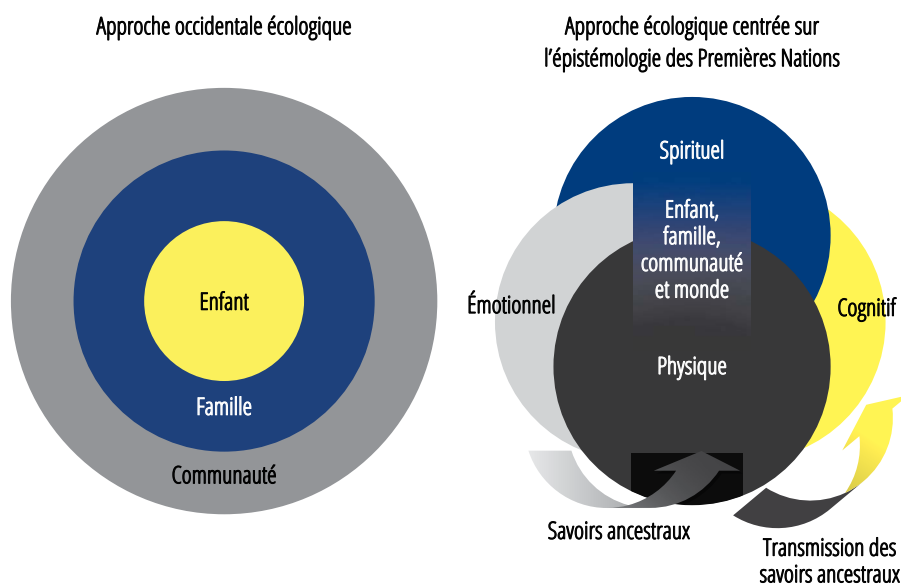 Approche occidentale écologique
Enfant
Famille
Communauté
Approche écologique centrée sur
l'épistémologie des Premières Nations
Spirituel
Enfant,
famille,
communauté
et monde
Émotionnel
Cognitif
Physique
Savoirs ancestraux
Transmission des
savoirs ancestraux